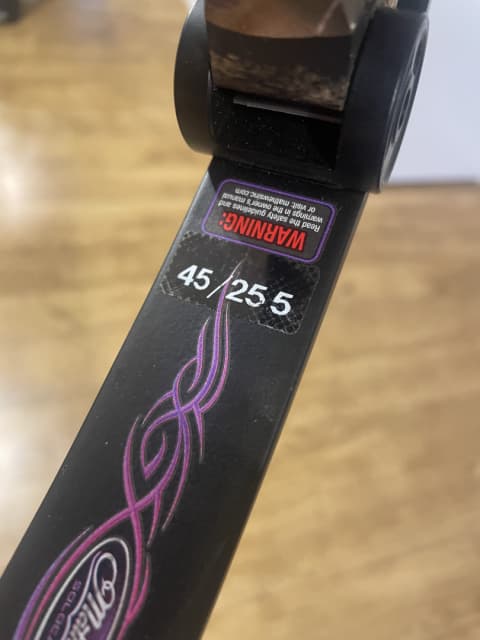 WARNING:
Read the safety guidelines and
warnings in the owner's manual
or visit: mathewsinc.com
45/25 5